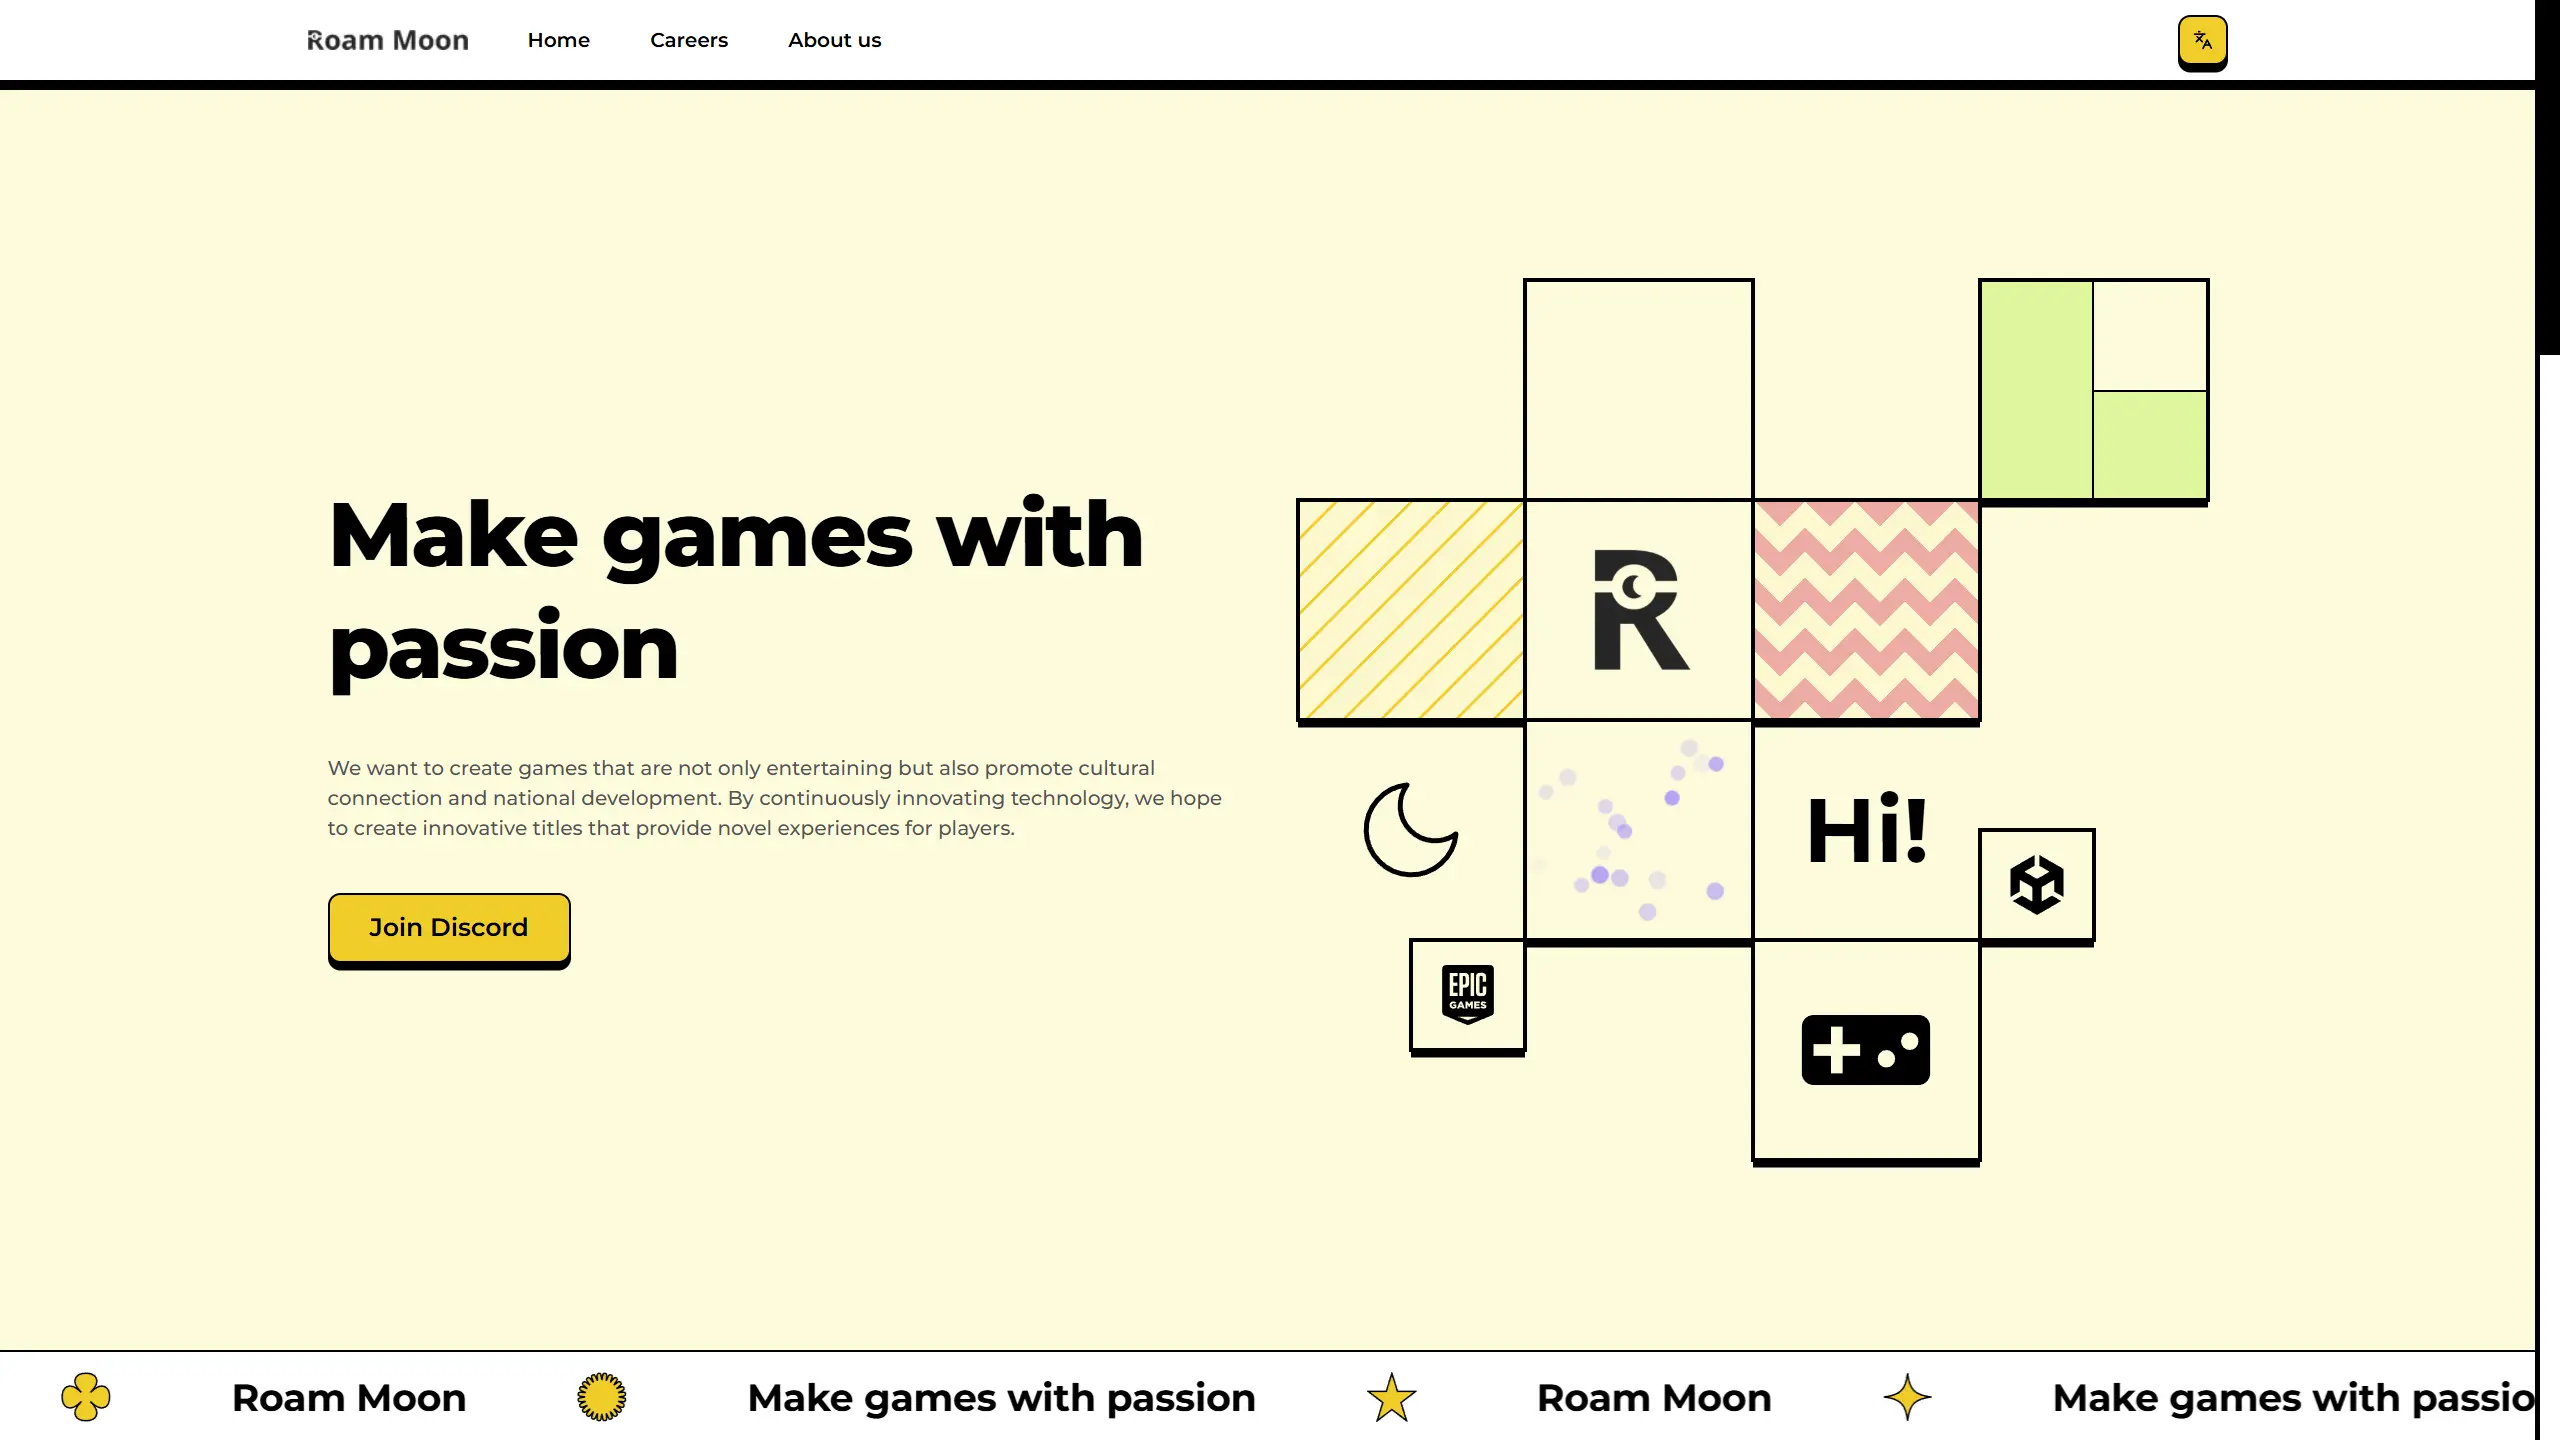 Roam Moon
Home
Careers
About us
Make games with
passion
We want to create games that are not only entertaining but also promote cultural
connection and national development. By continuously innovating technology, we hope
to create innovative titles that provide novel experiences for players.
Join Discord
R
Hi!
EPIC
GAMES
Roam Moon
Make games with passion
Roam Moon
Make games with passio